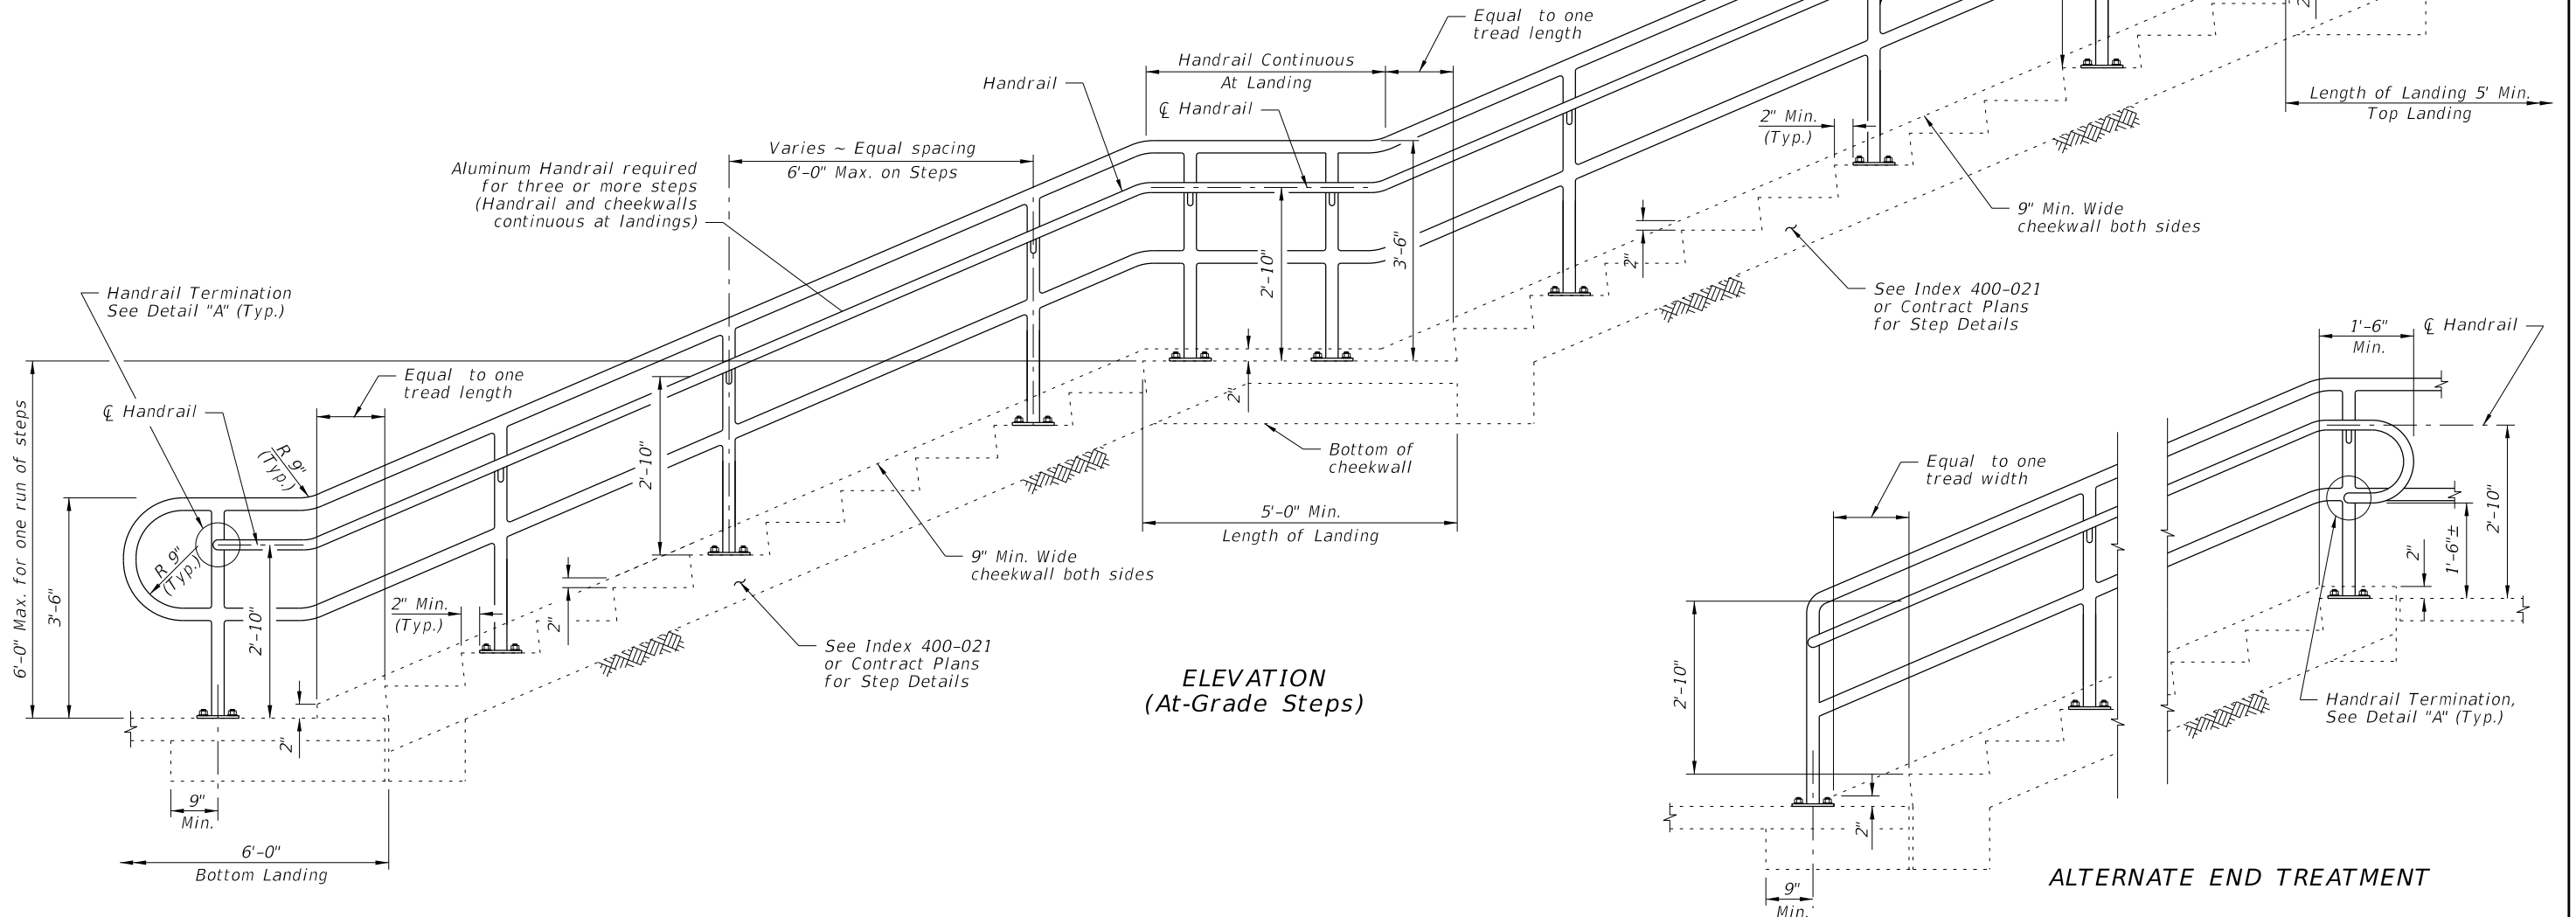 Equal to one
tread length
Handrail Continuous
At Landing
Handrail
℄ Handrail
Varies ~ Equal spacing
6'-0" Max. on Steps
Aluminum Handrail required
for three or more steps
(Handrail and cheekwalls
continuous at landings)
Handrail Termination
See Detail "A" (Typ.)
Equal to one
tread length
℄ Handrail
R 9"
(Typ.)
R 9"
(Typ.)
6'-0" Max. for one run of steps
3'-6"
2'-10"
2"
9"
Min.
6'-0"
Bottom Landing
2" Min.
(Typ.)
2"
2'-10"
2'-10"
3'-6"
2"
Bottom of
cheekwall
5'-0" Min.
Length of Landing
9" Min. Wide
cheekwall both sides
See Index 400-021
or Contract Plans
for Step Details
ELEVATION
(At-Grade Steps)
2" Min.
(Typ.)
2"
Length of Landing 5' Min.
Top Landing
9" Min. Wide
cheekwall both sides
See Index 400-021
or Contract Plans
for Step Details
1'-6"
Min.
℄ Handrail
Equal to one
tread width
2'-10"
2"
9"
Min.
2"
1'-6"±
2'-10"
Handrail Termination,
See Detail "A" (Typ.)
ALTERNATE END TREATMENT